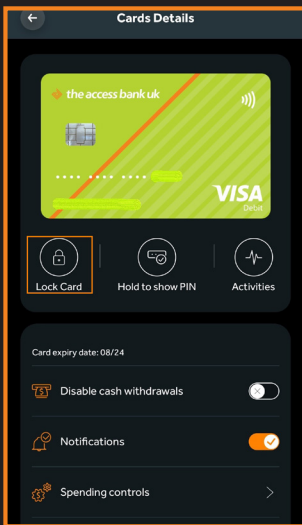 Cards Details
the access bank uk
VISA
Debit
Lock Card
Hold to show PIN
Activities
Card expiry date: 08/24
Disable cash withdrawals
Notifications
Spending controls